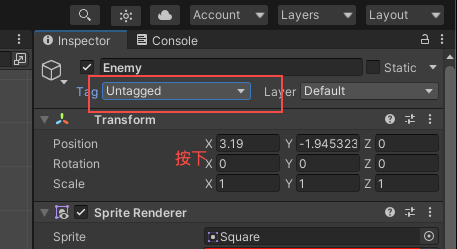 Account Layers Layout
Inspector Console
Enemy Static
Tag Untagged Layer Default
Transform
Position X 3.19 Y -1.945323 Z 0
按下
Rotation X 0 Y 0 Z 0
Scale X 1 Y 1 Z 1
Sprite Renderer
Sprite Square